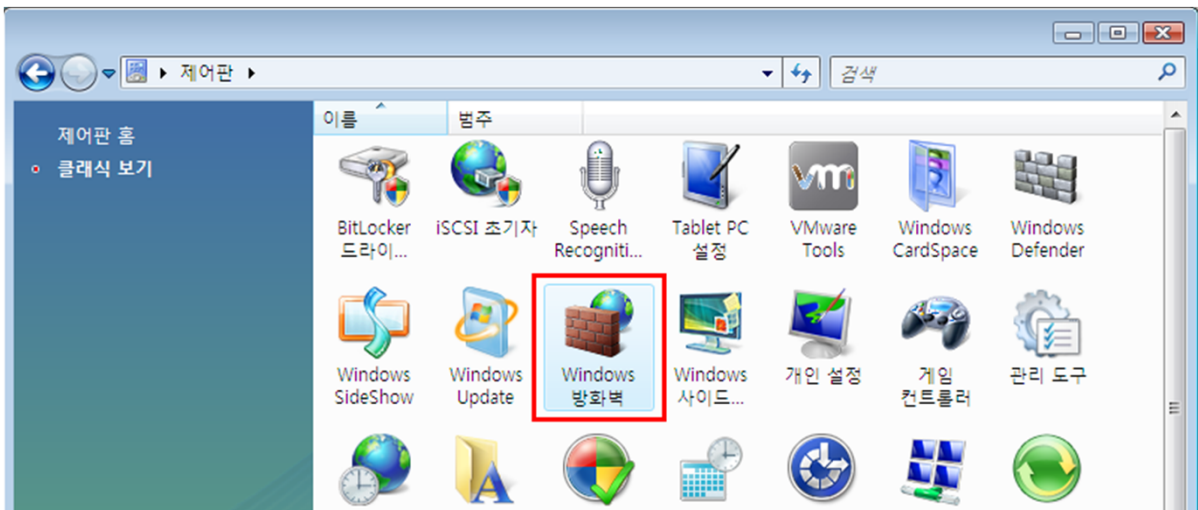 제어판
검색
제어판 홈
클래식 보기
이름 범주
BitLocker
드라이...
iSCSI 초기자
Speech
Recogniti...
Tablet PC
설정
vm
VMware
Tools
Windows
CardSpace
Windows
Defender
Windows
SideShow
Windows
Update
Windows
방화벽
Windows
사이드...
개인 설정
게임
컨트롤러
관리 도구